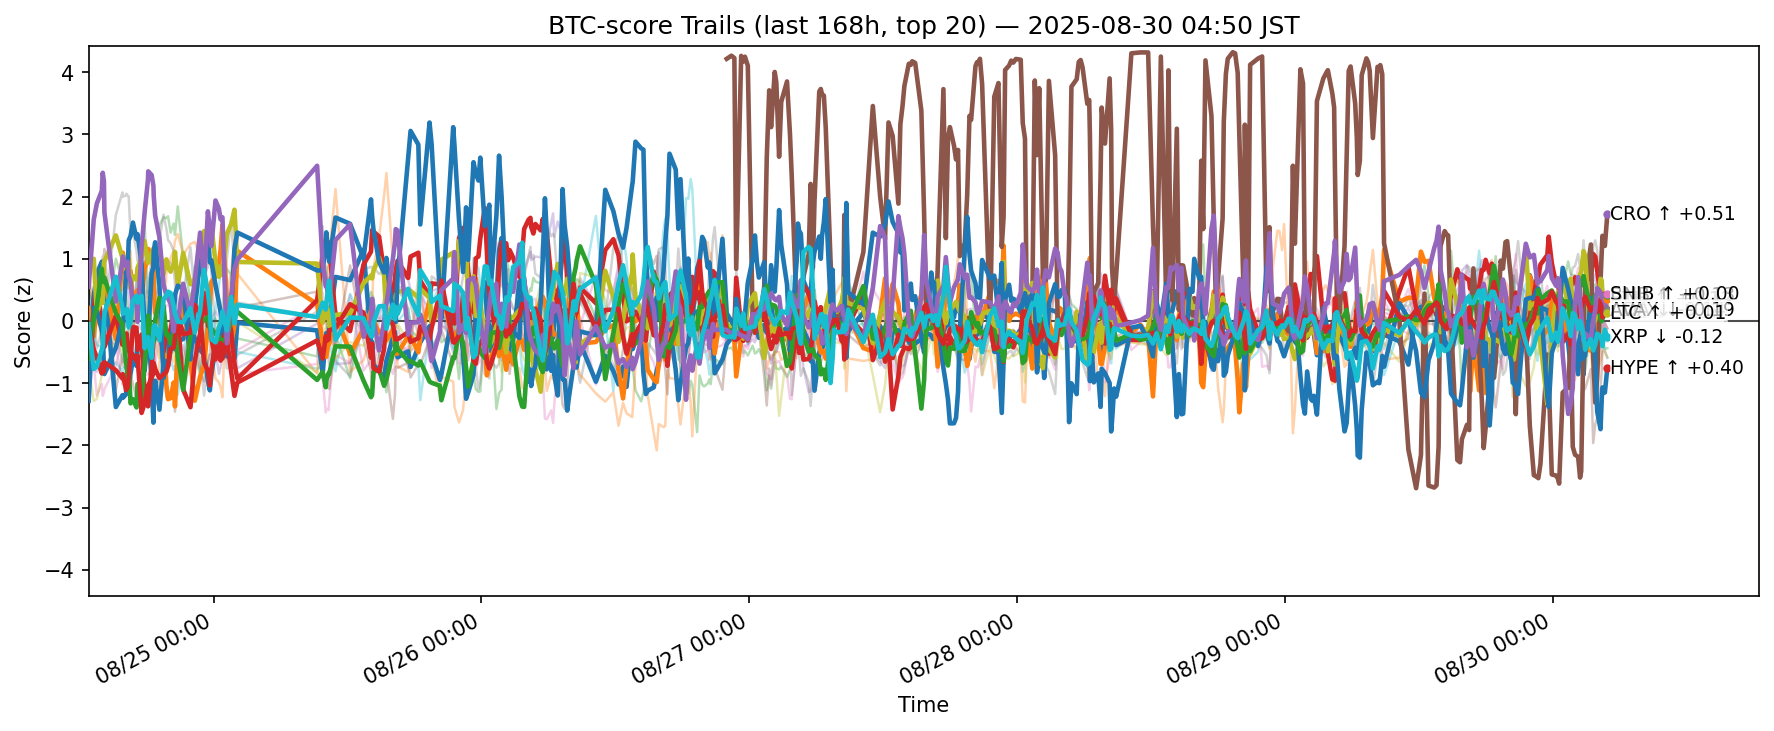 BTC-score Trails (last 168h, top 20) — 2025-08-30 04:50 JST
Score (z)
4
3
2
1
0
−1
−2
−3
−4
CRO ↑ +0.51
SHIB ↑ +0.00
LTC ↑ +0.01
XRP ↓ -0.12
HYPE ↑ +0.40
08/25 00:00
08/26 00:00
08/27 00:00
08/28 00:00
08/29 00:00
08/30 00:00
Time